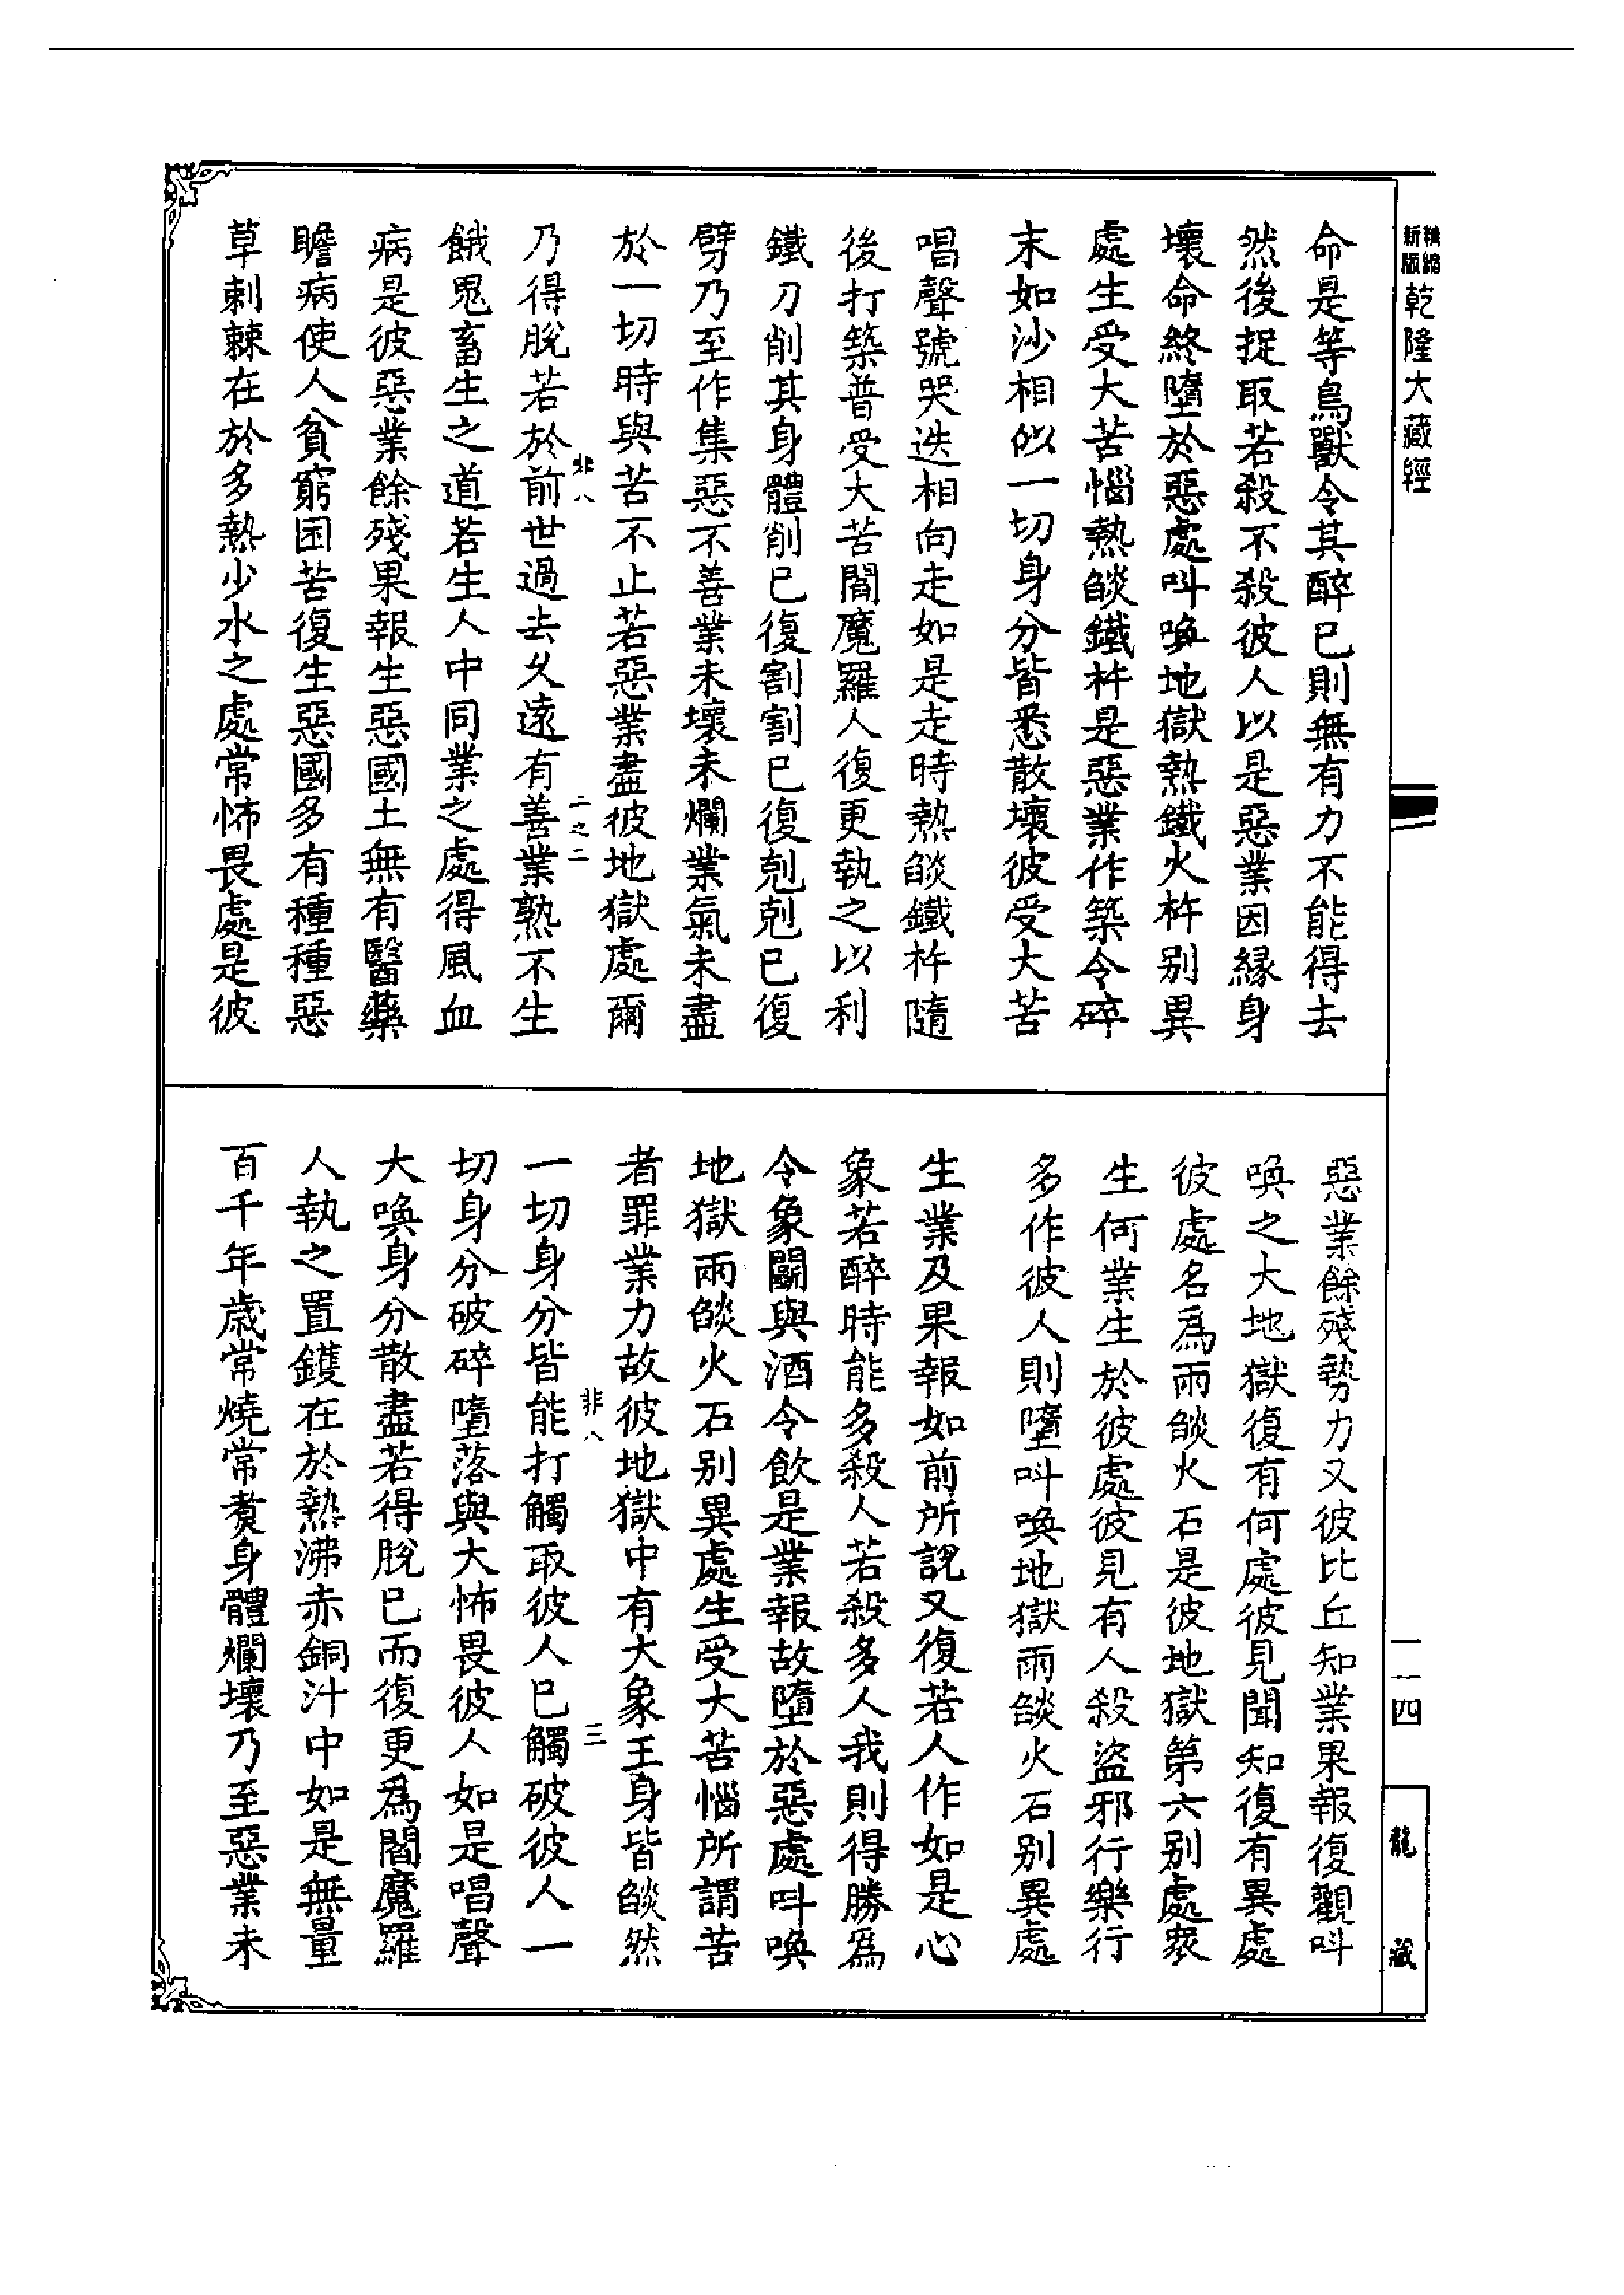 精縮新版乾隆大藏經
一一四
龍藏
命是等鳥獸令其醉已則無有力不能得去
然後捉取若殺不殺彼人以是惡業因緣身
壞命終墮於惡處叫喚地獄熱鐵火杵別異
處生受大苦惱熱𦦨鐵杵是惡業作築令碎
末如沙相似一切身分皆悉散壞彼受大苦
唱聲號哭迭相向走如是走時熱𦦨鐵杵隨
後打築普受大苦閻魔羅人復更執之以利
鐵刀削其身體削已復割割已復剋剋已復
劈乃至作集惡不善業未壞未爛業氣未盡
於一切時與苦不止若惡業盡彼地獄處爾
非八
二之二
乃得脫若於前世過去久遠有善業熟不生
餓鬼畜生之道若生人中同業之處得風血
病是彼惡業餘殘果報生惡國土無有醫藥
瞻病使人貧窮困苦復生惡國多有種種惡
草刺棘在於多熱少水之處常怖畏處是彼
惡業餘殘勢力又彼比丘知業果報復觀叫
喚之大地獄復有何處彼見聞知復有異處
彼處名爲雨𦦨火石是彼地獄第六別處衆
生何業生於彼處彼見有人殺盜邪行樂行
多作彼人則墮叫喚地獄雨𦦨火石別異處
生業及果報如前所說又復若人作如是心
象若醉時能多殺人若殺多人我則得勝爲
令象鬭與酒令飲是業報故墮於惡處叫喚
地獄雨𦦨火石別異處生受大苦惱所謂苦
者罪業力故彼地獄中有大象王身皆𦦨然
非八
三
一切身分皆能打觸取彼人已觸破彼人一
切身分破碎墮落與大怖畏彼人如是唱聲
大喚身分散盡若得脫已而復更爲閻魔羅
人執之置鑊在於熱沸赤銅汁中如是無量
百千年歲常燒常煑身體爛壞乃至惡業未